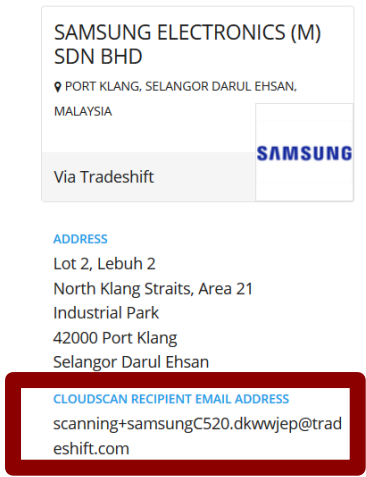 SAMSUNG ELECTRONICS (M)
SDN BHD
PORT KLANG, SELANGOR DARUL EHSAN,
MALAYSIA
SAMSUNG
Via Tradeshift
ADDRESS
Lot 2, Lebuh 2
North Klang Straits, Area 21
Industrial Park
42000 Port Klang
Selangor Darul Ehsan
CLOUDSCAN RECIPIENT EMAIL ADDRESS
scanning+samsungC520.dkwwjep@trad
eshift.com